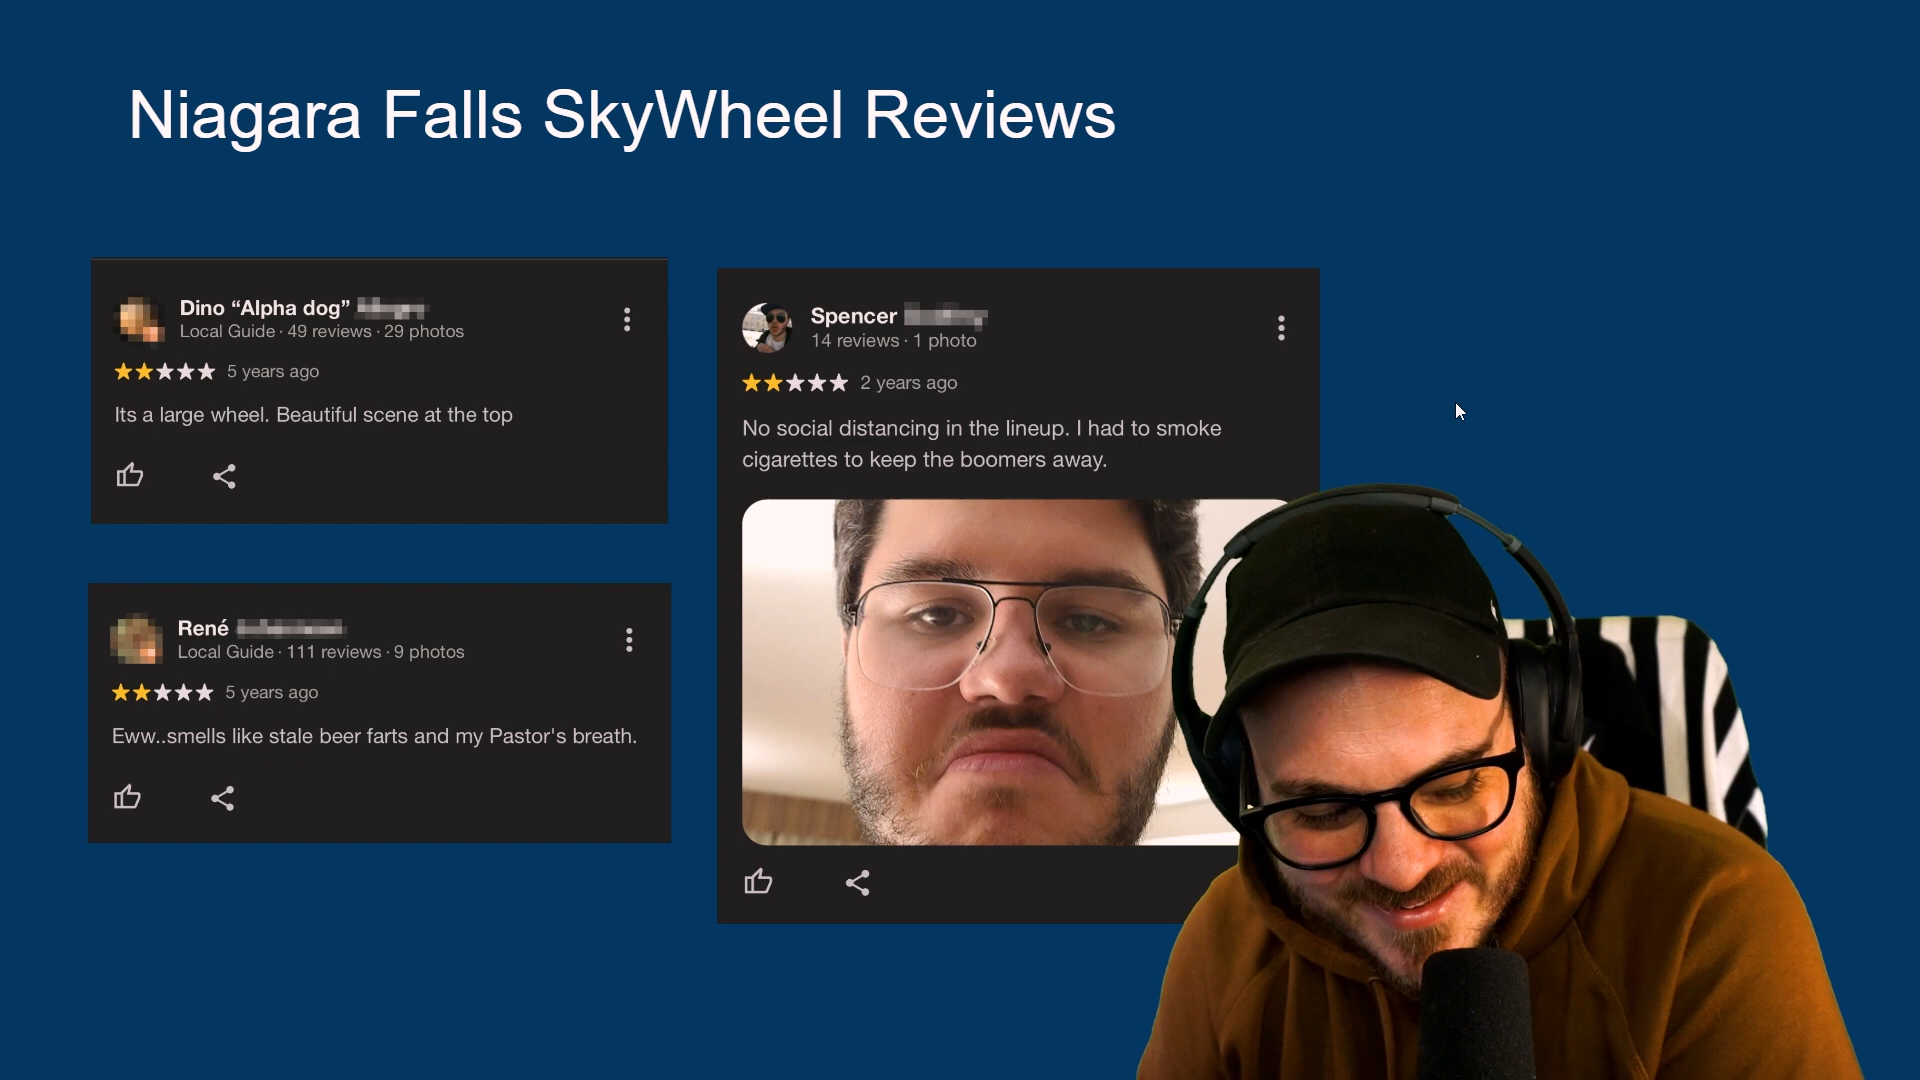 Niagara Falls SkyWheel Reviews
Dino “Alpha dog”
Local Guide · 49 reviews · 29 photos
5 years ago
Its a large wheel. Beautiful scene at the top
René
Local Guide · 111 reviews · 9 photos
5 years ago
Eww..smells like stale beer farts and my Pastor's breath.
Spencer
14 reviews · 1 photo
2 years ago
No social distancing in the lineup. I had to smoke
cigarettes to keep the boomers away.